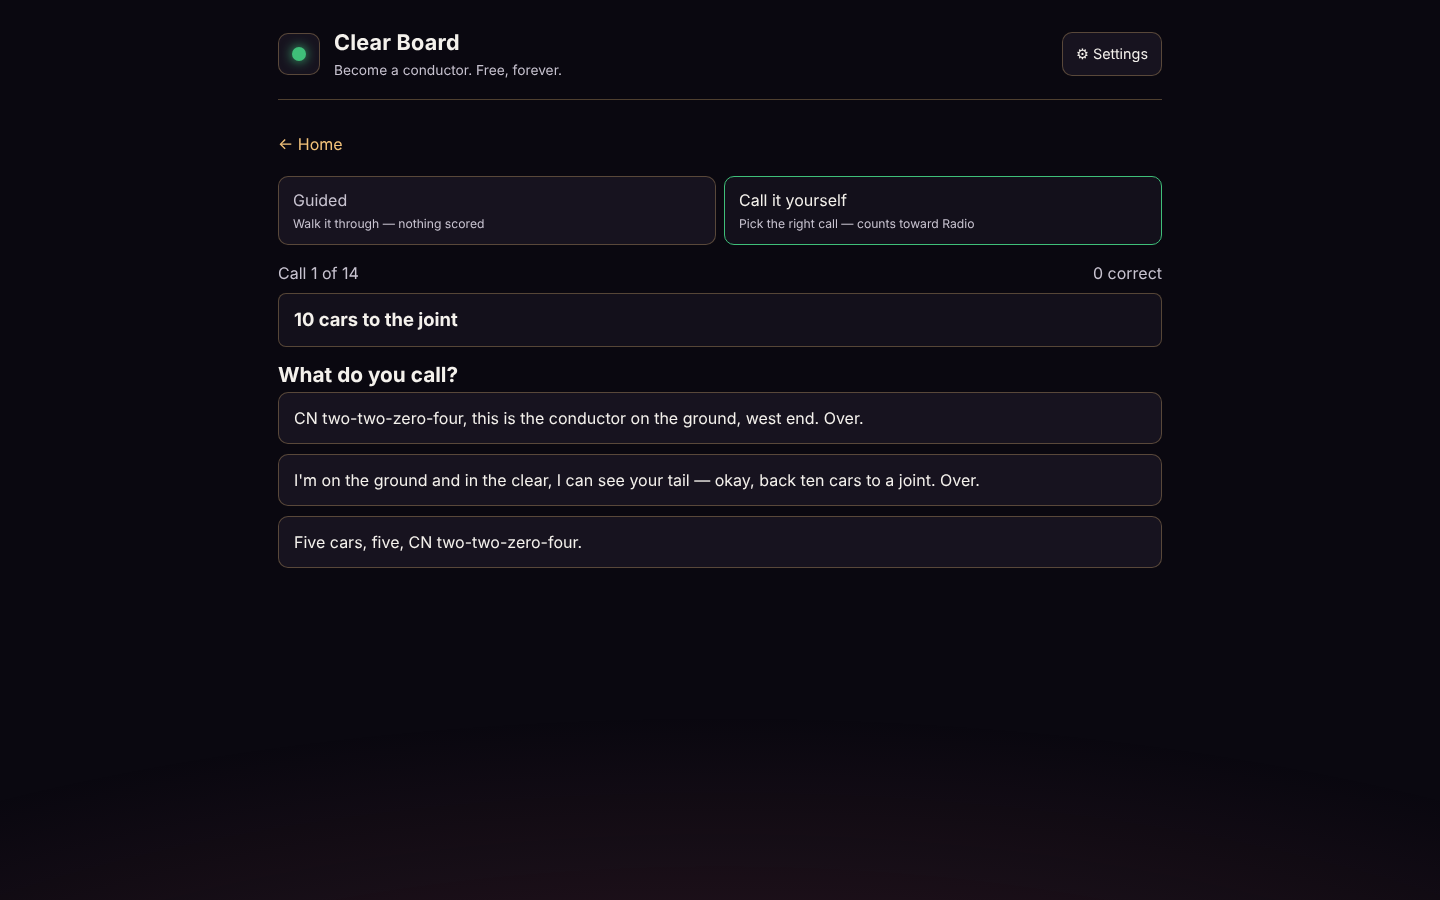 Clear Board
Become a conductor. Free, forever.
⚙ Settings
← Home
Guided
Walk it through — nothing scored
Call it yourself
Pick the right call — counts toward Radio
Call 1 of 14
0 correct
10 cars to the joint
What do you call?
CN two-two-zero-four, this is the conductor on the ground, west end. Over.
I'm on the ground and in the clear, I can see your tail — okay, back ten cars to a joint. Over.
Five cars, five, CN two-two-zero-four.